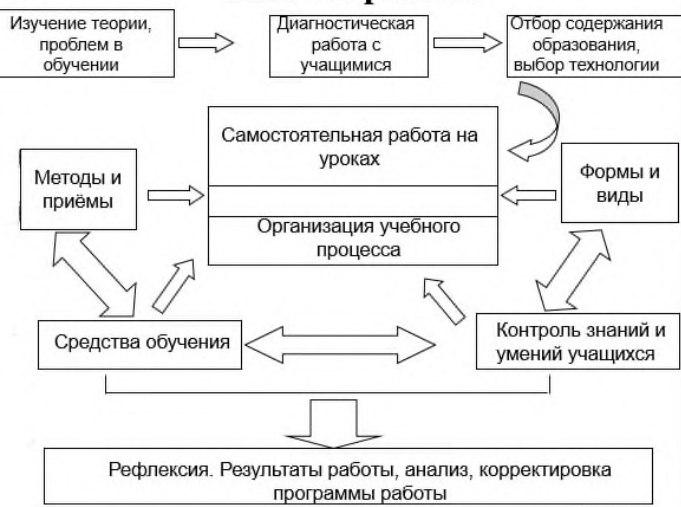 Изучение теории,
проблем в
обучении
Диагностическая
работа с
учащимися
Отбор содержания
образования,
выбор технологии
Самостоятельная работа на
уроках
Методы и
приёмы
Формы и
виды
Организация учебного
процесса
Средства обучения
Контроль знаний и
умений учащихся
Рефлексия. Результаты работы, анализ, корректировка
программы работы